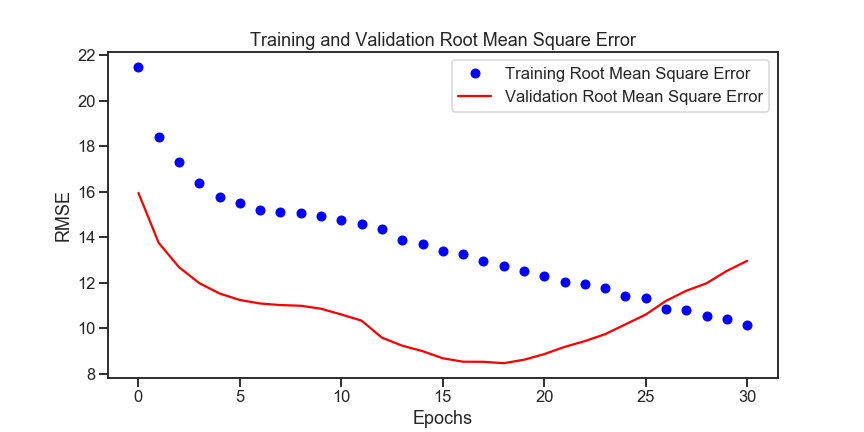 Training and Validation Root Mean Square Error
Training Root Mean Square Error
Validation Root Mean Square Error
RMSE
22
20
18
16
14
12
10
8
0 5 10 15 20 25 30
Epochs